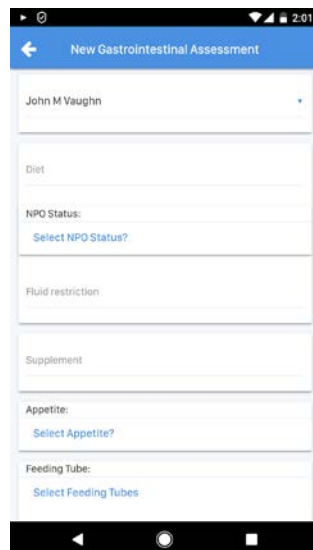 2:01
New Gastrointestinal Assessment
John M Vaughn
Diet
NPO Status:
Select NPO Status?
Fluid restriction
Supplement
Appetite:
Select Appetite?
Feeding Tube:
Select Feeding Tubes